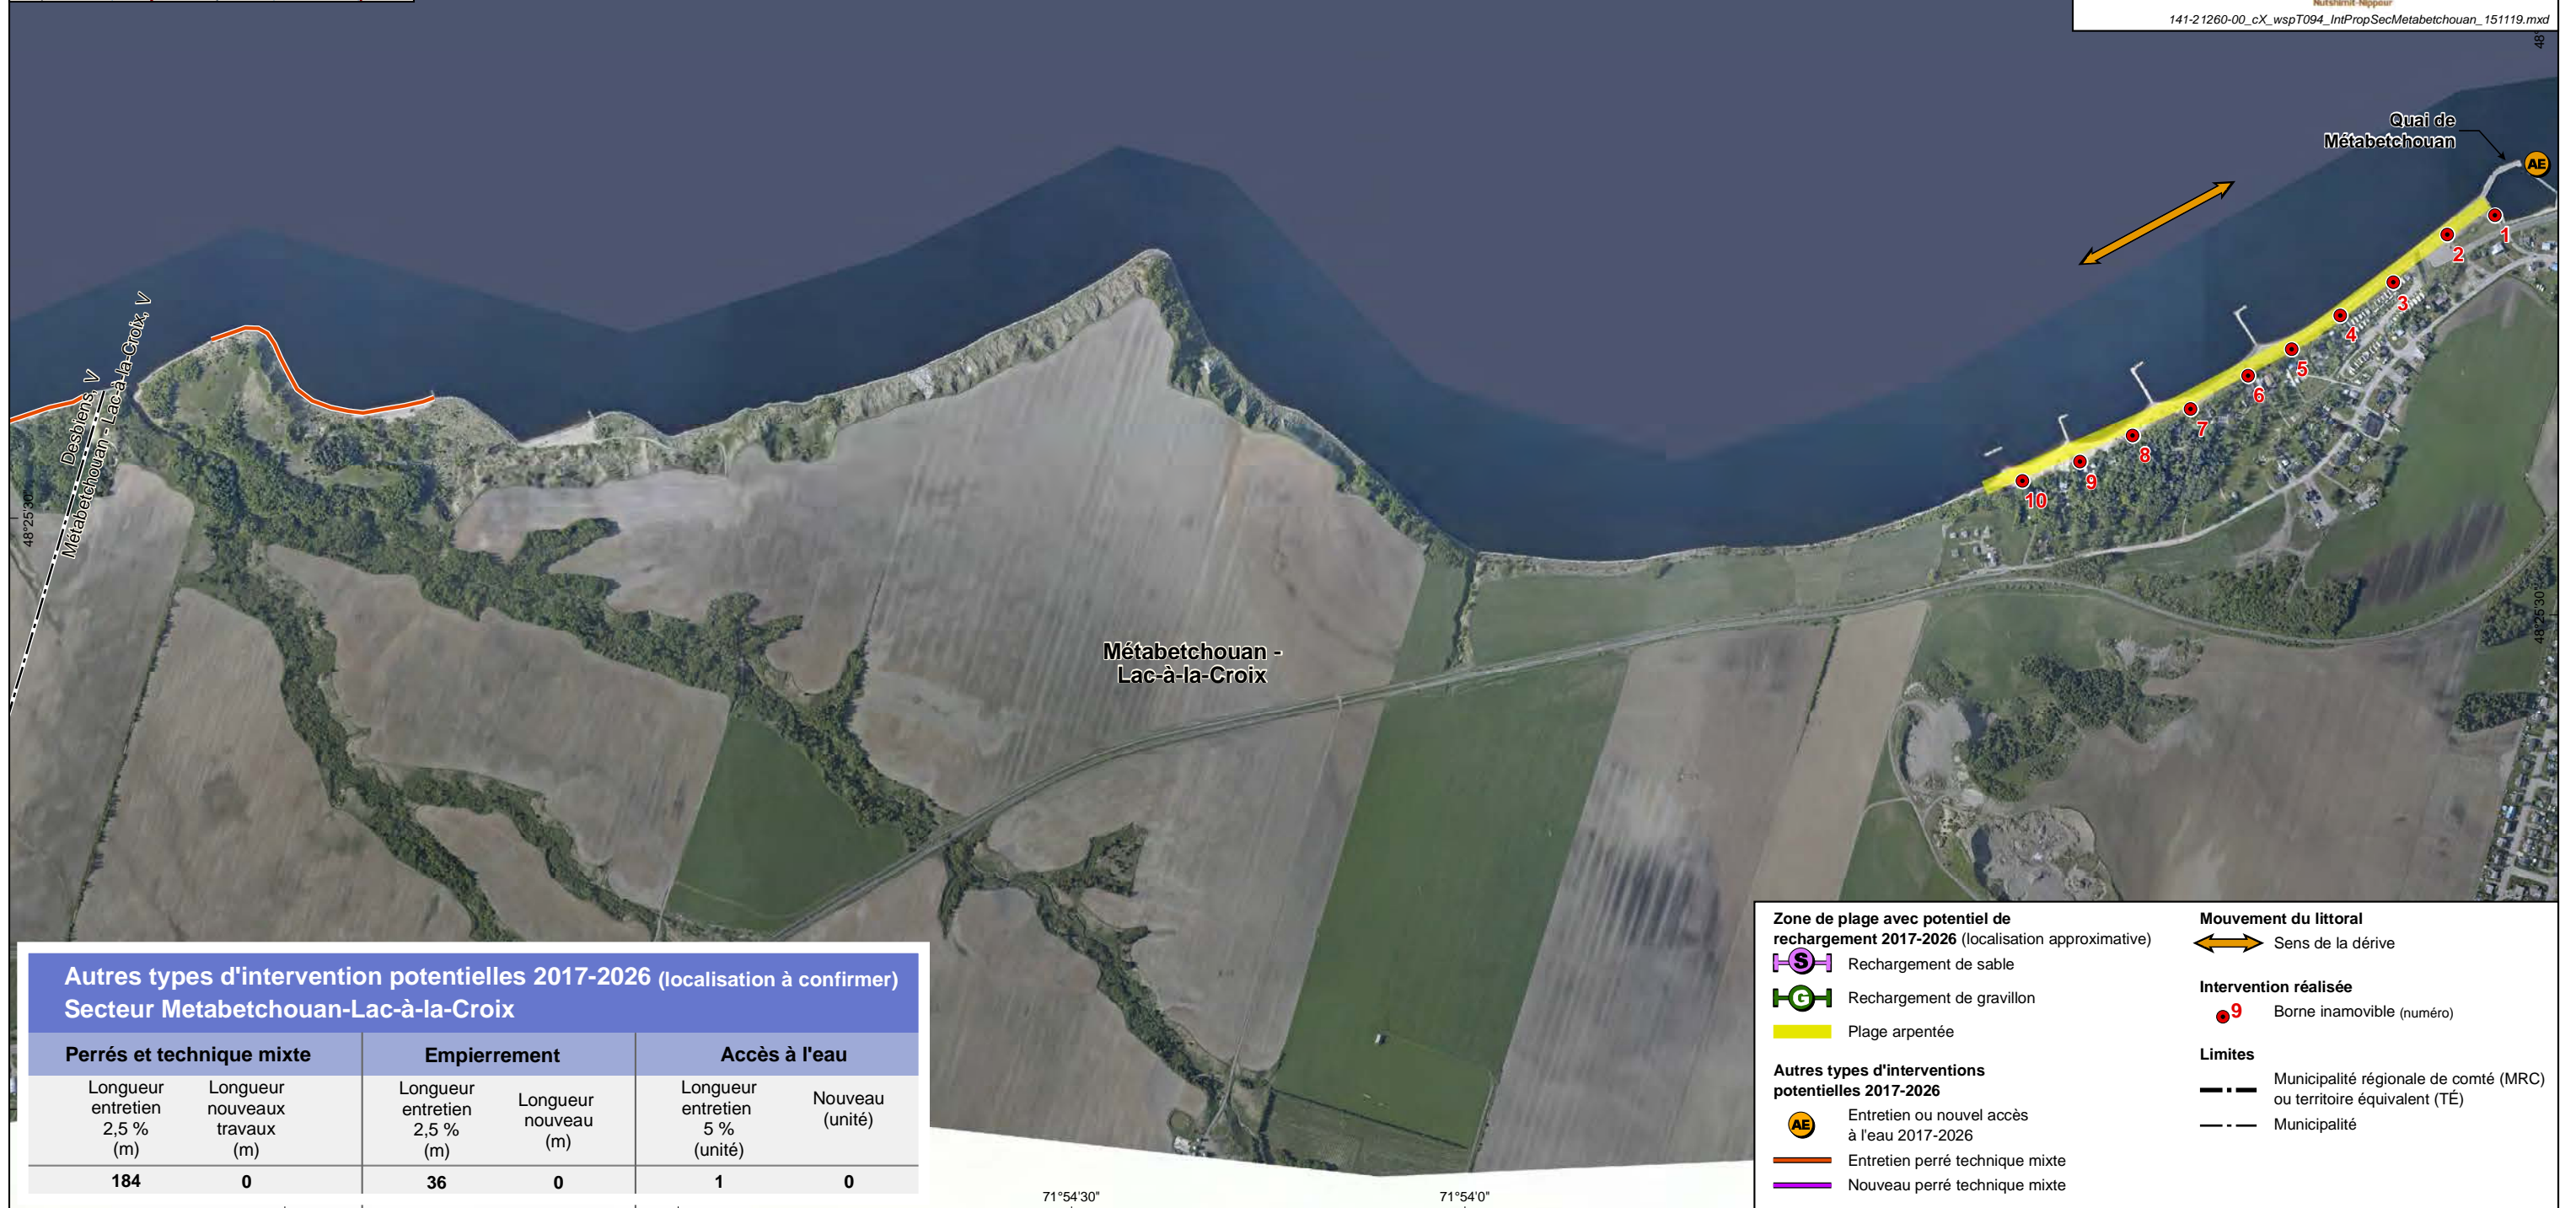 Nutshimit-Nippour
141-21260-00_cX_wspT094_IntPropSecMetabetchouan_151119.mxd
48°
Quai de
Métabetchouan
AE
1
2
3
4
5
6
7
8
9
10
Desbiens, V
Métabetchouan - Lac-à-la-Croix, V
48°25'30"
48°25'30"
Métabetchouan -
Lac-à-la-Croix
Autres types d'intervention potentielles 2017-2026 (localisation à confirmer)
Secteur Metabetchouan-Lac-à-la-Croix
Perrés et technique mixte
Empierrement
Accès à l'eau
Longueur
entretien
2,5 %
(m)
Longueur
nouveaux
travaux
(m)
Longueur
entretien
2,5 %
(m)
Longueur
nouveau
(m)
Longueur
entretien
5 %
(unité)
Nouveau
(unité)
184
0
36
0
1
0
71°54'30"
71°54'0"
Zone de plage avec potentiel de
rechargement 2017-2026 (localisation approximative)
S Rechargement de sable
G Rechargement de gravillon
Plage arpentée
Autres types d'interventions
potentielles 2017-2026
AE Entretien ou nouvel accès
à l'eau 2017-2026
Entretien perré technique mixte
Nouveau perré technique mixte
Mouvement du littoral
Sens de la dérive
Intervention réalisée
9 Borne inamovible (numéro)
Limites
Municipalité régionale de comté (MRC)
ou territoire équivalent (TÉ)
Municipalité